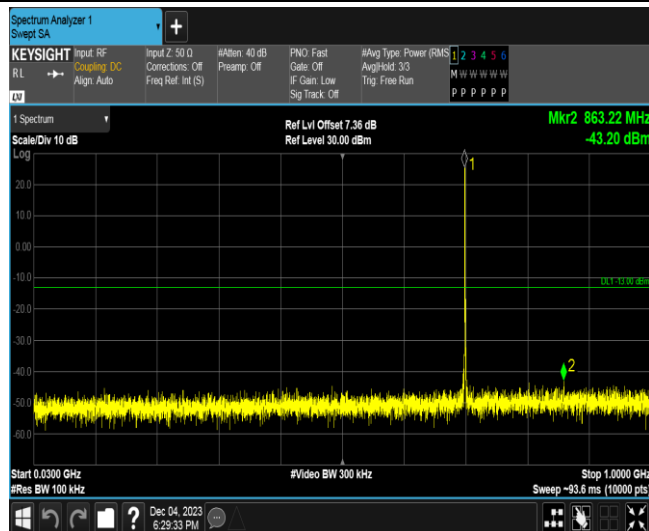 Spectrum Analyzer 1
Swept SA
+
KEYSIGHT
RL
LXI
Input: RF
Coupling: DC
Align: Auto
Input Z: 50 Ω
Corrections: Off
Freq Ref: Int (S)
#Atten: 40 dB
Preamp: Off
PNO: Fast
Gate: Off
IF Gain: Low
Sig Track: Off
#Avg Type: Power (RMS
Avg|Hold: 3/3
Trig: Free Run
1 2 3 4 5 6
M W W W W W
P P P P P P
1 Spectrum
Scale/Div 10 dB
Ref Lvl Offset 7.36 dB
Ref Level 30.00 dBm
Mkr2 863.22 MHz
-43.20 dBm
Log
1
20.0
10.0
0.00
-10.0
DL1 -13.00 dBm
-20.0
-30.0
-40.0
2
-50.0
-60.0
Start 0.0300 GHz
#Video BW 300 kHz
Stop 1.0000 GHz
#Res BW 100 kHz
Sweep ~93.6 ms (10000 pts)
?
Dec 04, 2023
6:29:33 PM